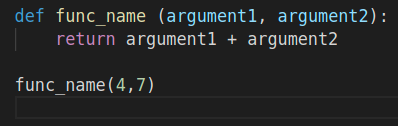 def func_name (argument1, argument2):
    return argument1 + argument2

func_name(4,7)